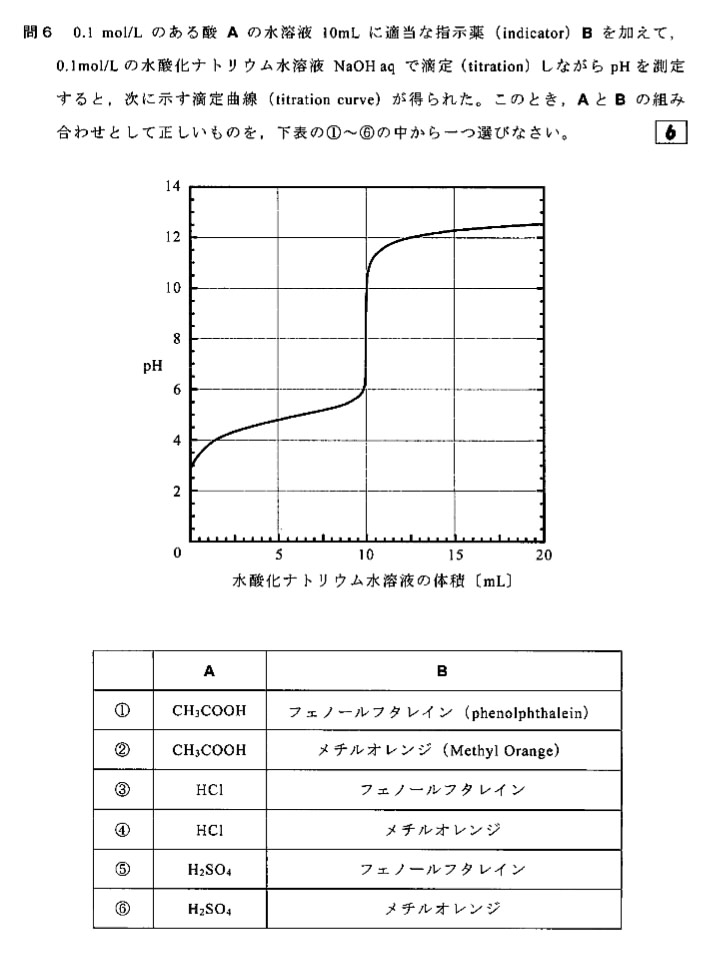 問6 0.1 mol/L のある酸 A の水溶液 10mL に適当な指示薬（indicator）B を加えて，
0.1mol/L の水酸化ナトリウム水溶液 NaOH aq で滴定（titration）しながら pH を測定
すると，次に示す滴定曲線（titration curve）が得られた。このとき，A と B の組み
合わせとして正しいものを，下表の①～⑥の中から一つ選びなさい。 6
14
12
10
8
pH
6
4
2
0 5 10 15 20
水酸化ナトリウム水溶液の体積〔mL〕
A B
① CH₃COOH フェノールフタレイン（phenolphthalein）
② CH₃COOH メチルオレンジ（Methyl Orange）
③ HCl フェノールフタレイン
④ HCl メチルオレンジ
⑤ H₂SO₄ フェノールフタレイン
⑥ H₂SO₄ メチルオレンジ